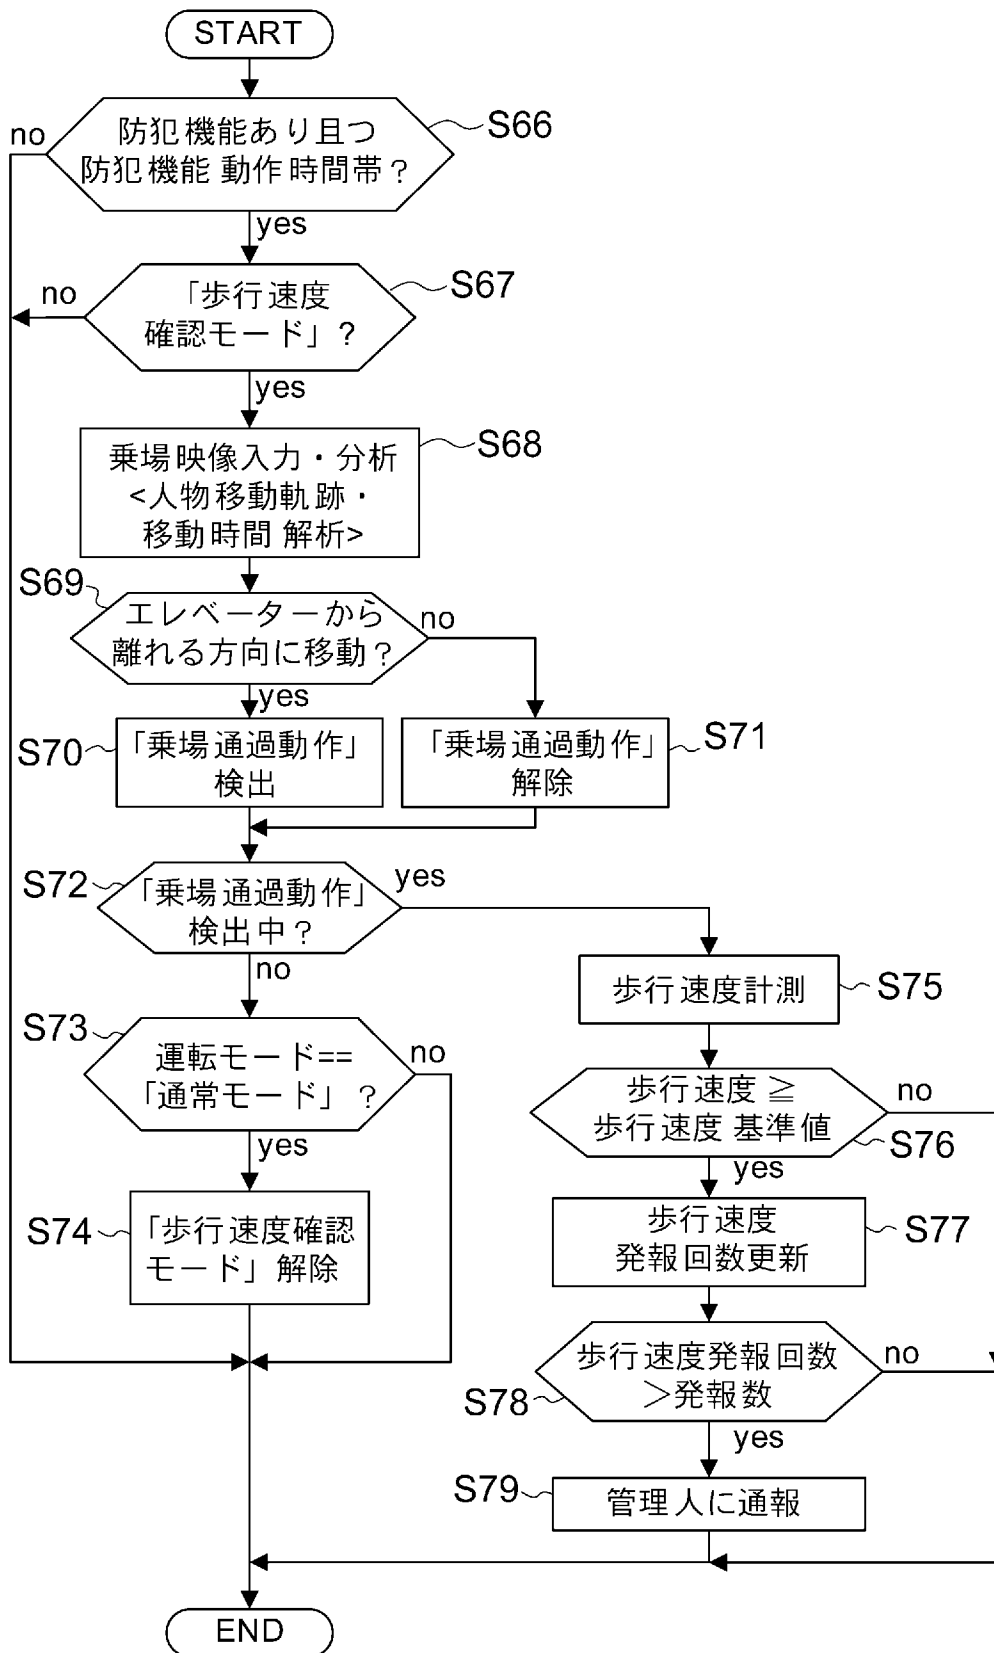 START
防犯機能あり且つ
防犯機能動作時間帯？
S66
no
yes
「歩行速度
確認モード」？
S67
no
yes
乗場映像入力・分析
<人物移動軌跡・
移動時間解析>
S68
S69
エレベーターから
離れる方向に移動？
no
yes
S70
「乗場通過動作」
検出
「乗場通過動作」
解除
S71
S72
「乗場通過動作」
検出中？
yes
no
S73
運転モード==
「通常モード」？
no
yes
S74
「歩行速度確認
モード」解除
歩行速度計測
S75
歩行速度≧
歩行速度基準値
no
S76
yes
歩行速度
発報回数更新
S77
歩行速度発報回数
＞発報数
no
S78
yes
S79
管理人に通報
END